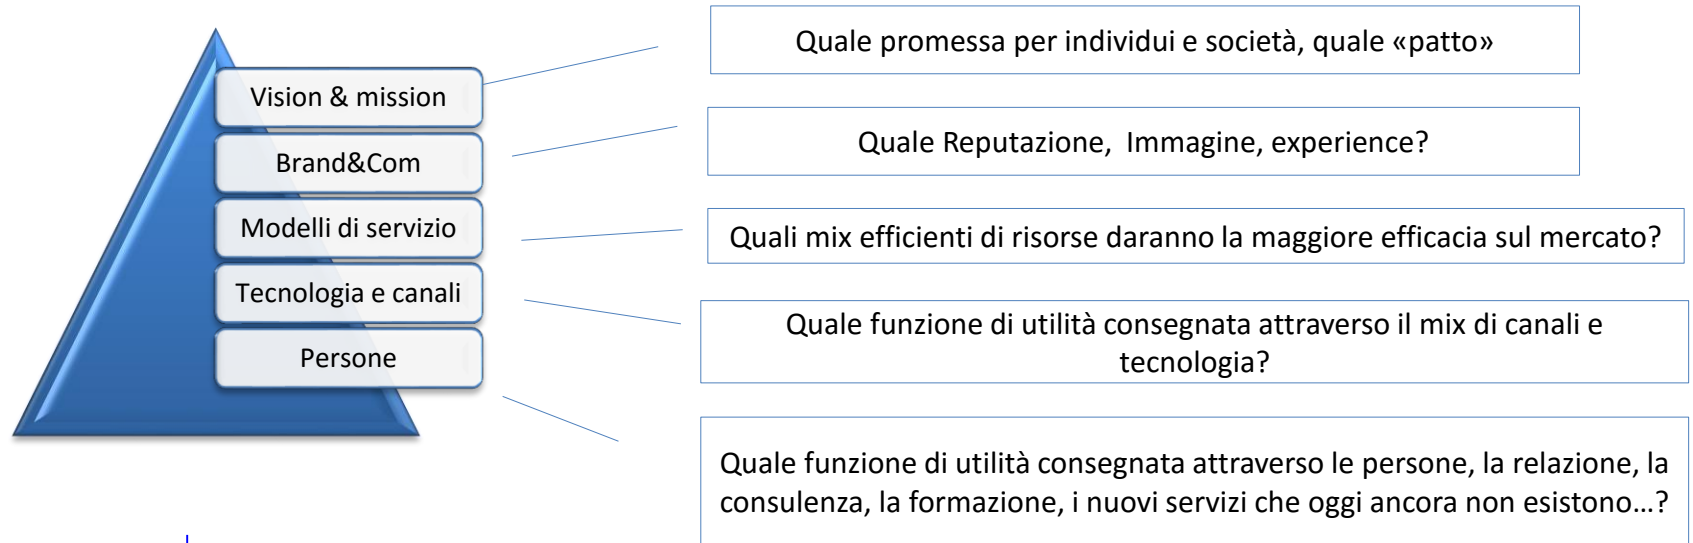 Vision & mission
Quale promessa per individui e società, quale «patto»
Brand&Com
Quale Reputazione, Immagine, experience?
Modelli di servizio
Quali mix efficienti di risorse daranno la maggiore efficacia sul mercato?
Tecnologia e canali
Quale funzione di utilità consegnata attraverso il mix di canali e
tecnologia?
Persone
Quale funzione di utilità consegnata attraverso le persone, la relazione, la
consulenza, la formazione, i nuovi servizi che oggi ancora non esistono…?